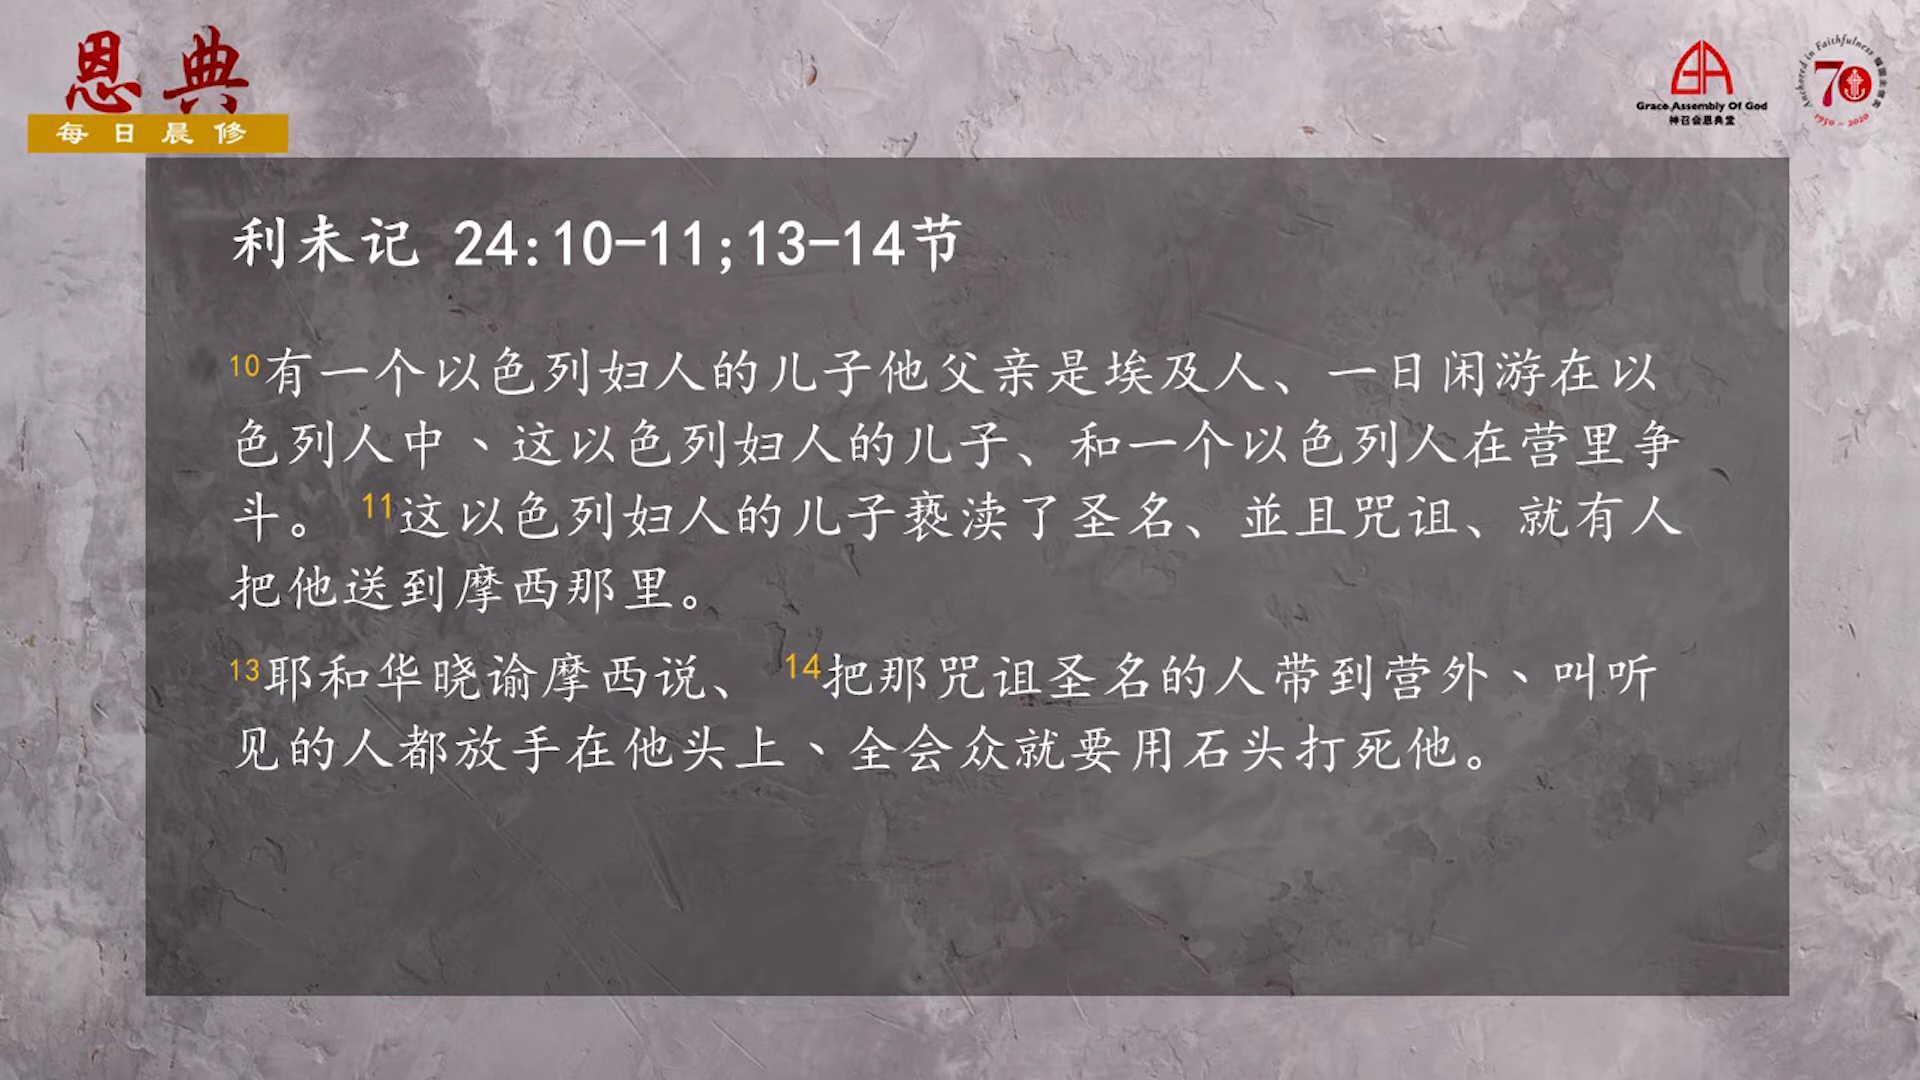 恩典
每日晨修
Grace Assembly Of God
神召会恩典堂
Anchored in Faithfulness
70
1950 - 2020
利未记 24:10-11;13-14节
10有一个以色列妇人的儿子他父亲是埃及人、一日闲游在以
色列人中、这以色列妇人的儿子、和一个以色列人在营里争
斗。 11这以色列妇人的儿子亵渎了圣名、並且咒诅、就有人
把他送到摩西那里。
13耶和华晓谕摩西说、 14把那咒诅圣名的人带到营外、叫听
见的人都放手在他头上、全会众就要用石头打死他。